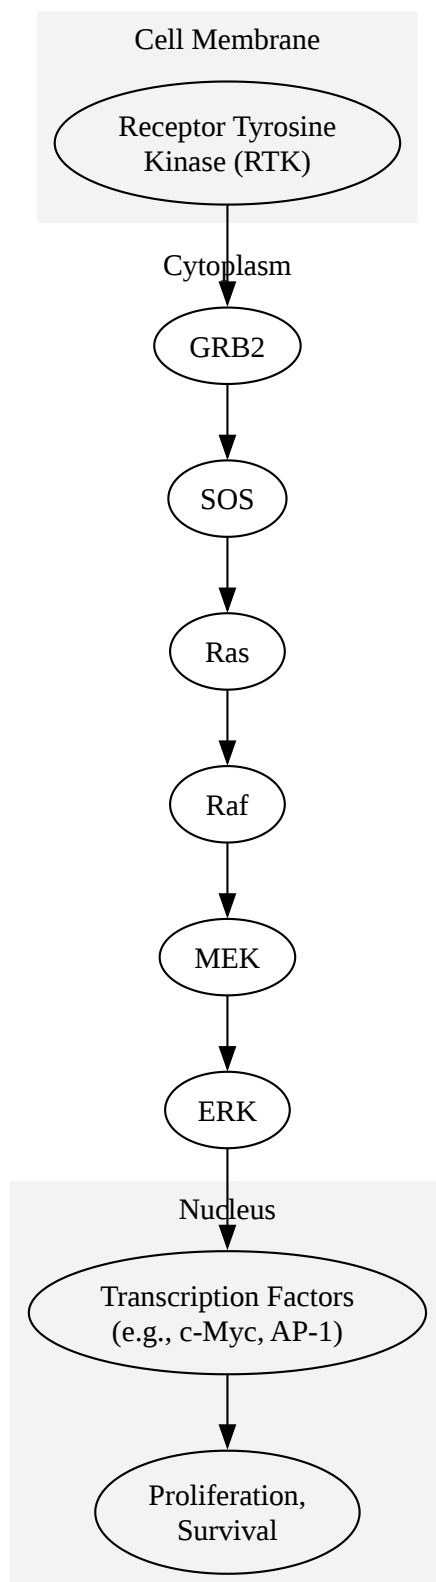 Cell Membrane
Receptor Tyrosine
Kinase (RTK)
Cytoplasm
GRB2
SOS
Ras
Raf
MEK
ERK
Nucleus
Transcription Factors
(e.g., c-Myc, AP-1)
Proliferation,
Survival